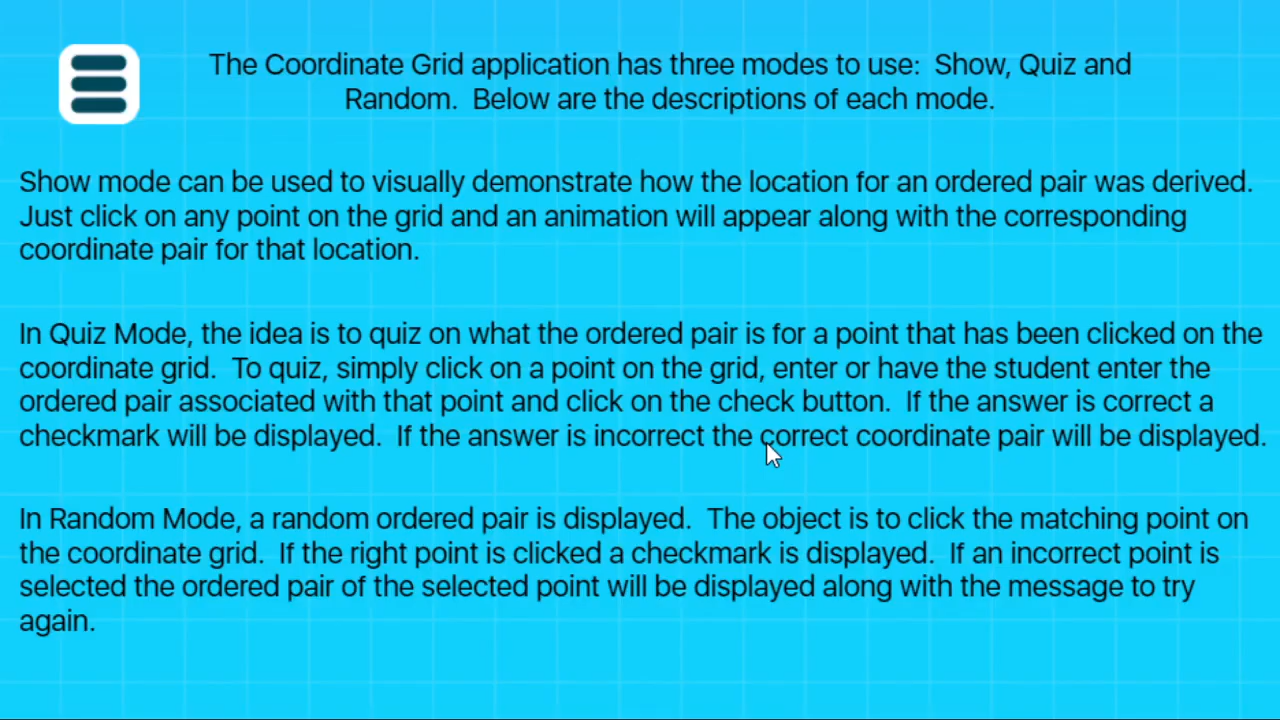 The Coordinate Grid application has three modes to use:  Show, Quiz and
Random.  Below are the descriptions of each mode.
Show mode can be used to visually demonstrate how the location for an ordered pair was derived.
Just click on any point on the grid and an animation will appear along with the corresponding
coordinate pair for that location.
In Quiz Mode, the idea is to quiz on what the ordered pair is for a point that has been clicked on the
coordinate grid.  To quiz, simply click on a point on the grid, enter or have the student enter the
ordered pair associated with that point and click on the check button.  If the answer is correct a
checkmark will be displayed.  If the answer is incorrect the correct coordinate pair will be displayed.
In Random Mode, a random ordered pair is displayed.  The object is to click the matching point on
the coordinate grid.  If the right point is clicked a checkmark is displayed.  If an incorrect point is
selected the ordered pair of the selected point will be displayed along with the message to try
again.